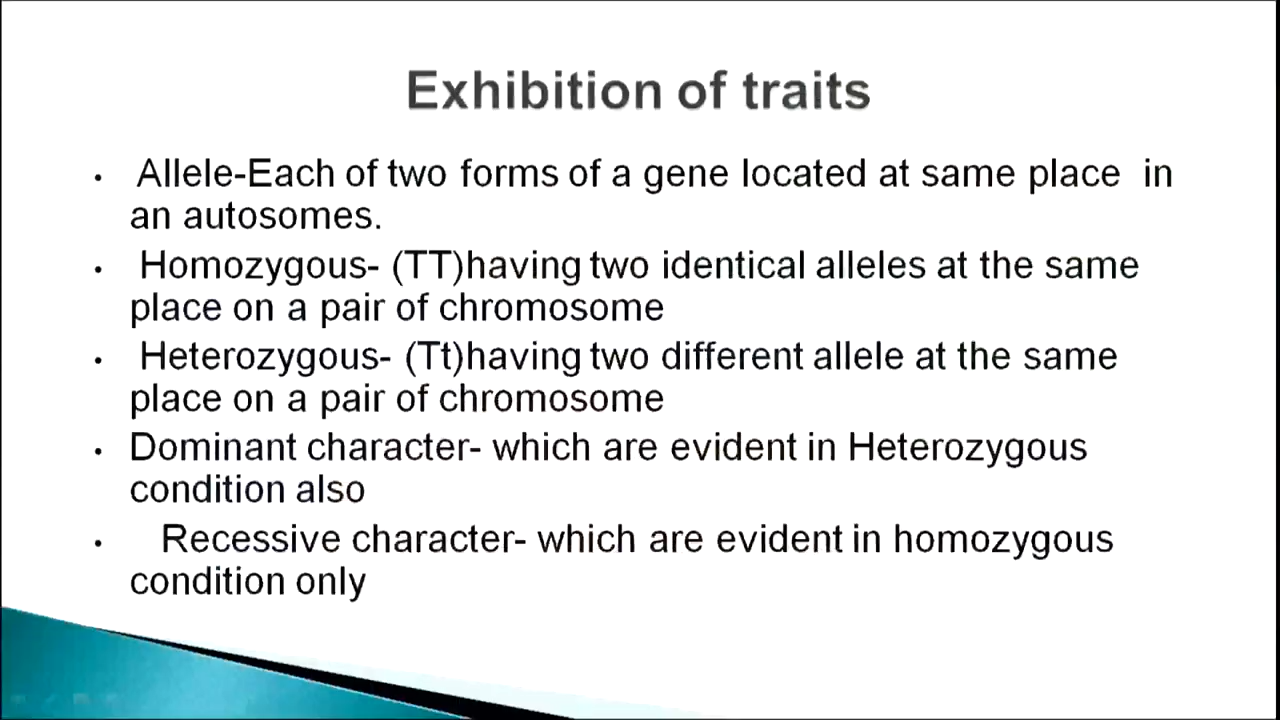 Exhibition of traits
• Allele-Each of two forms of a gene located at same place in
an autosomes.
• Homozygous- (TT)having two identical alleles at the same
place on a pair of chromosome
• Heterozygous- (Tt)having two different allele at the same
place on a pair of chromosome
• Dominant character- which are evident in Heterozygous
condition also
• Recessive character- which are evident in homozygous
condition only